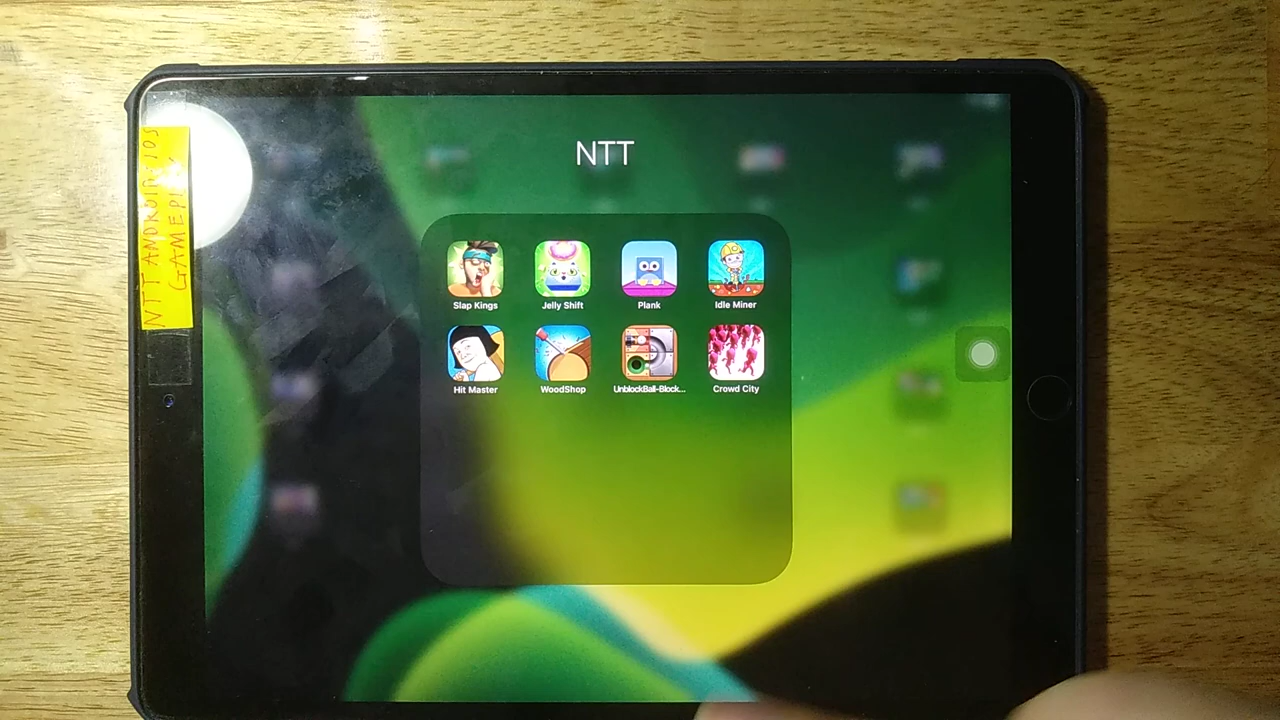 NTT
NTT ANDROID IOS
GAMEPLAY
Slap Kings
Jelly Shift
Plank
Idle Miner
Hit Master
WoodShop
UnblockBall-Block...
Crowd City